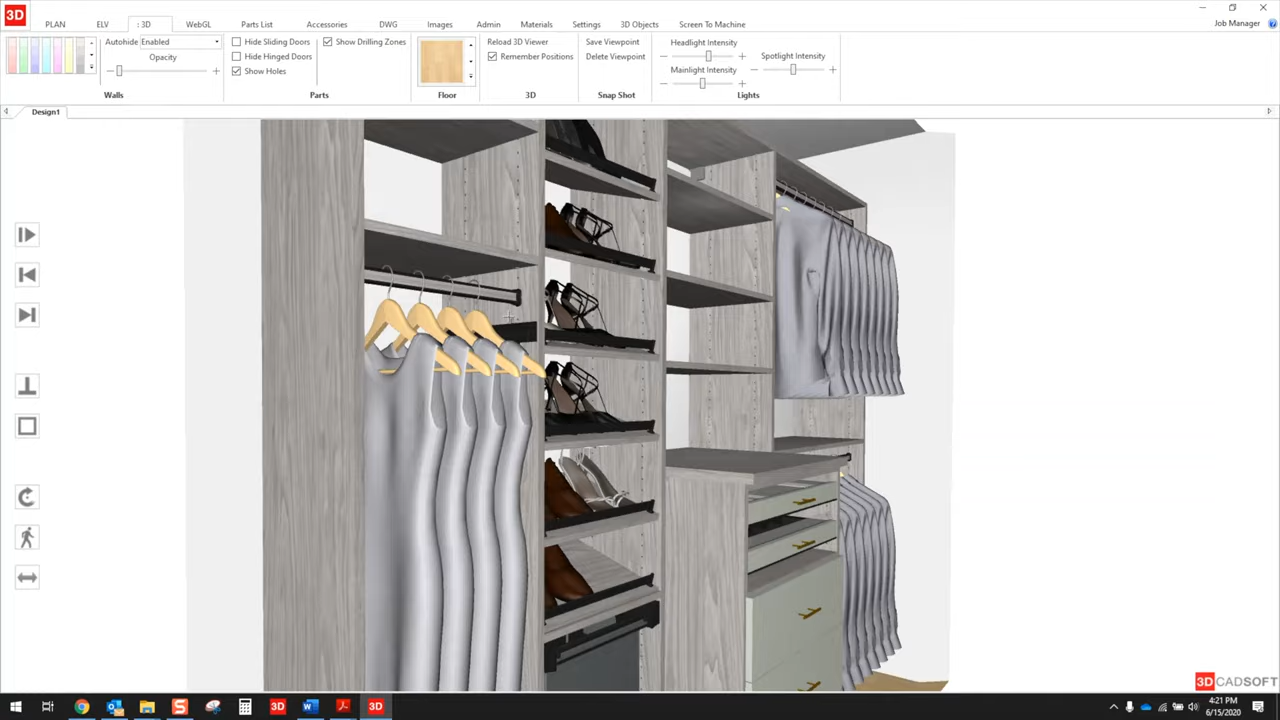 3D
PLAN
ELV
: 3D
WebGL
Parts List
Accessories
DWG
Images
Admin
Materials
Settings
3D Objects
Screen To Machine
Job Manager
Autohide
Enabled
Opacity
Walls
Hide Sliding Doors
Hide Hinged Doors
Show Holes
Show Drilling Zones
Parts
Floor
Reload 3D Viewer
Remember Positions
3D
Save Viewpoint
Delete Viewpoint
Snap Shot
Headlight Intensity
Mainlight Intensity
Spotlight Intensity
Lights
Design1
3DCADSOFT
3D
3D
4:21 PM
6/15/2020